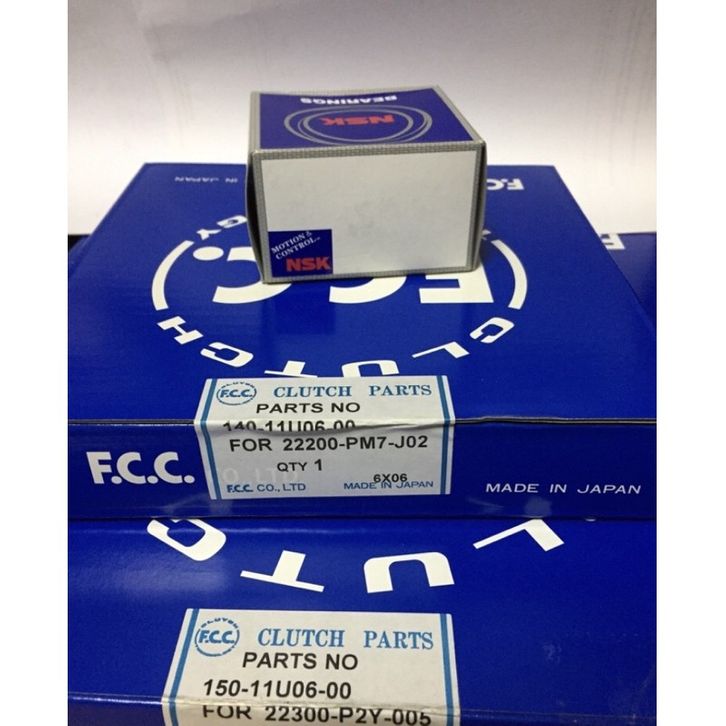 BEARINGS
NSK
MOTION &
CONTROL™
NSK
IN JAPAN
F.C.
F.C.C.
CLUTCH
CLUTCH
F.C.C.
CLUTCH PARTS
PARTS NO
140-11U06-00
FOR 22200-PM7-J02
QTY 1
6X06
F.C.C. CO., LTD MADE IN JAPAN
F.C.C.
MADE IN JAPAN
CLUTCH
F.C.C.
CLUTCH PARTS
PARTS NO
150-11U06-00
FOR 22300-P2Y-005